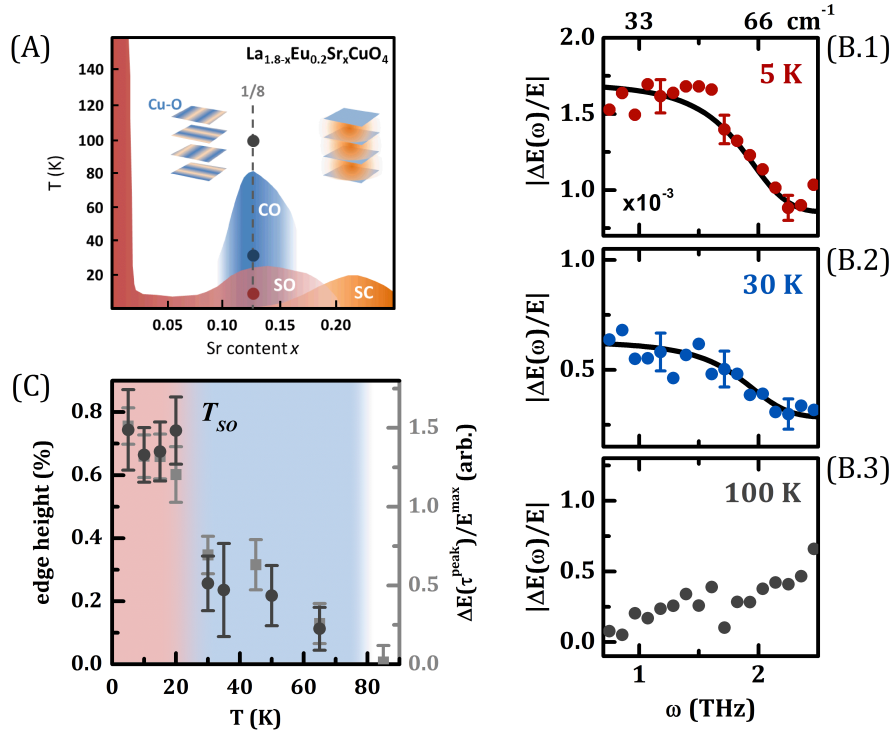 (A)
La1.8-xEu0.2SrxCuO4
T (K)
140
120
100
80
60
40
20
1/8
Cu-O
CO
SO
SC
0.05
0.10
0.15
0.20
Sr content x
33
66 cm-1
(B.1)
|ΔE(ω)/E|
2.0
1.5
1.0
5 K
x10-3
(B.2)
|ΔE(ω)/E|
1.0
0.5
30 K
(B.3)
|ΔE(ω)/E|
1.0
0.5
0.0
100 K
1
2
ω (THz)
(C)
edge height (%)
0.8
0.6
0.4
0.2
0.0
TSO
1.5
1.0
0.5
0.0
ΔE(τpeak)/Emax (arb.)
0
20
40
60
80
T (K)